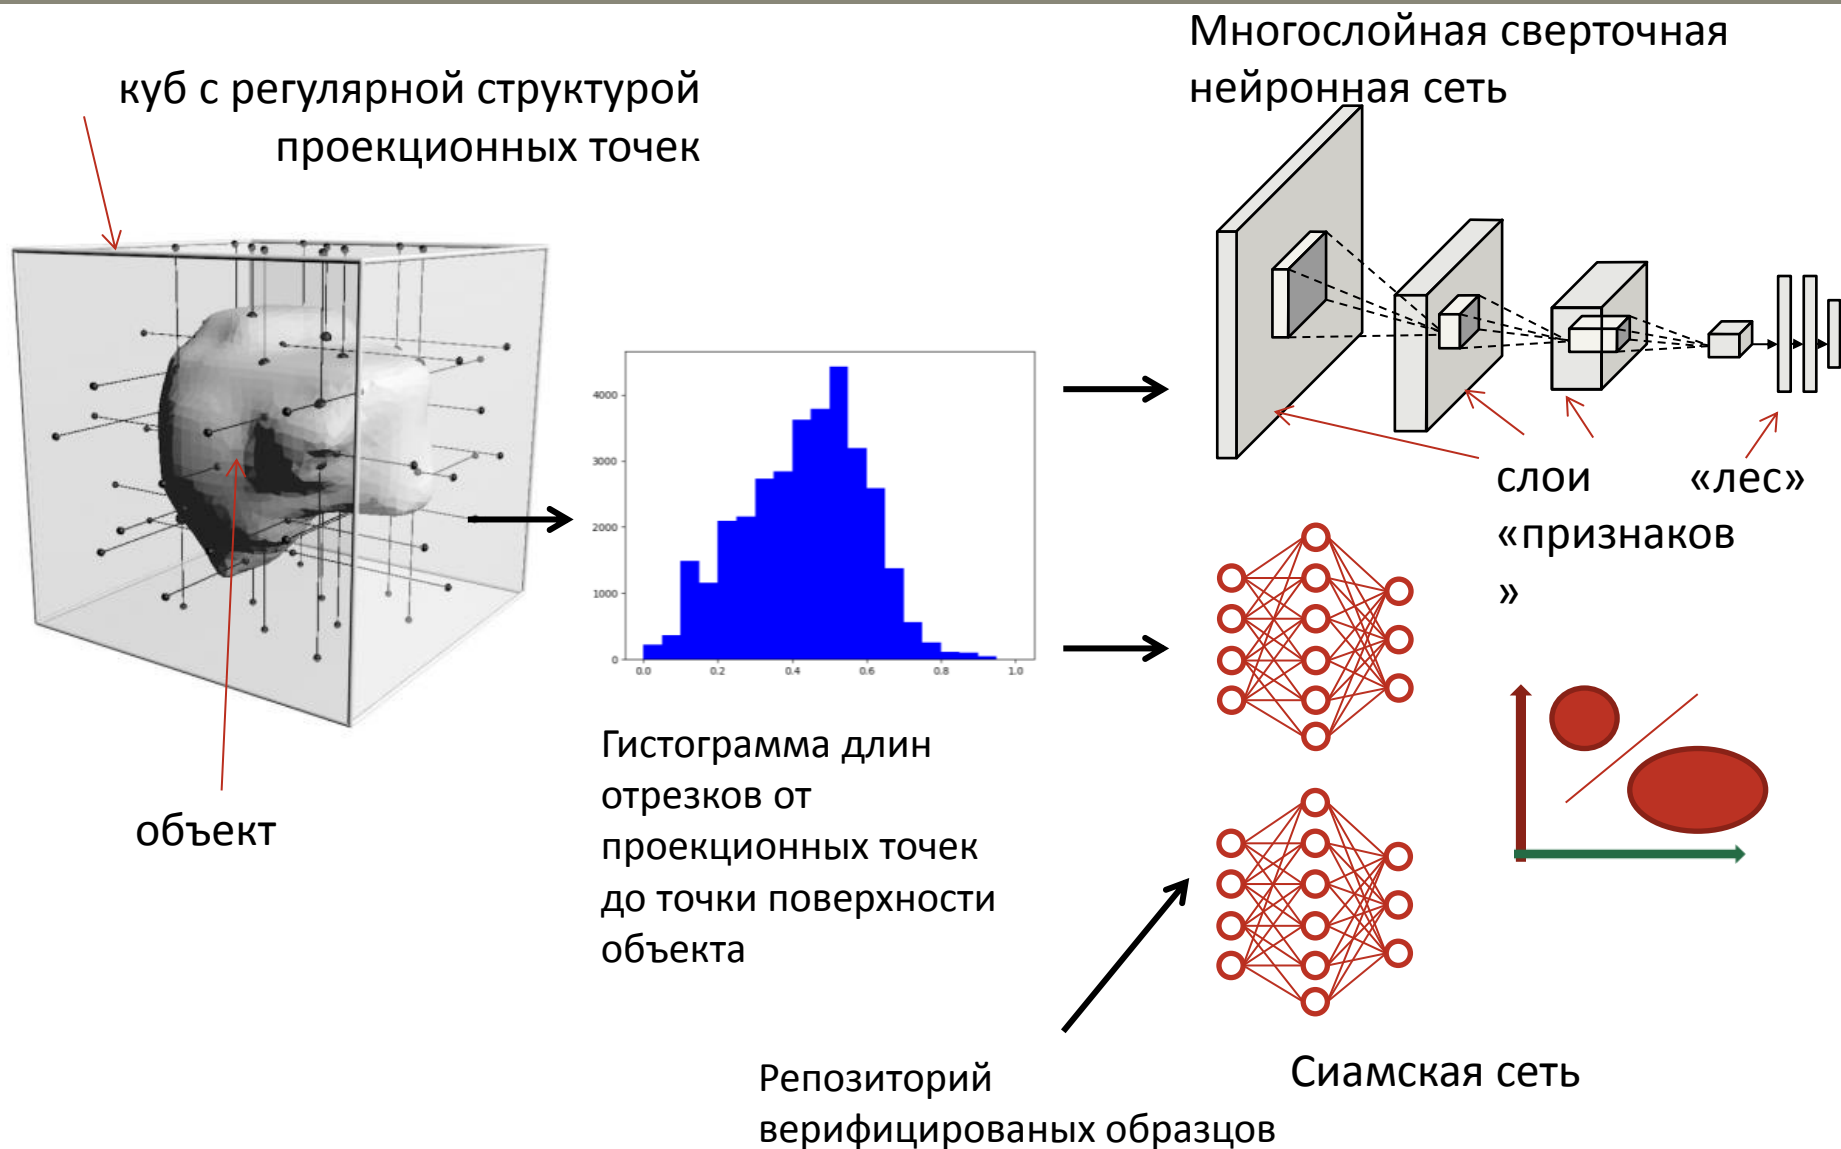 Многослойная сверточная
нейронная сеть
куб с регулярной структурой
проекционных точек
4000
3000
2000
1000
0
0.0
0.2
0.4
0.6
0.8
1.0
слои
«признаков
»
«лес»
объект
Гистограмма длин
отрезков от
проекционных точек
до точки поверхности
объекта
Репозиторий
верифицированых образцов
Сиамская сеть